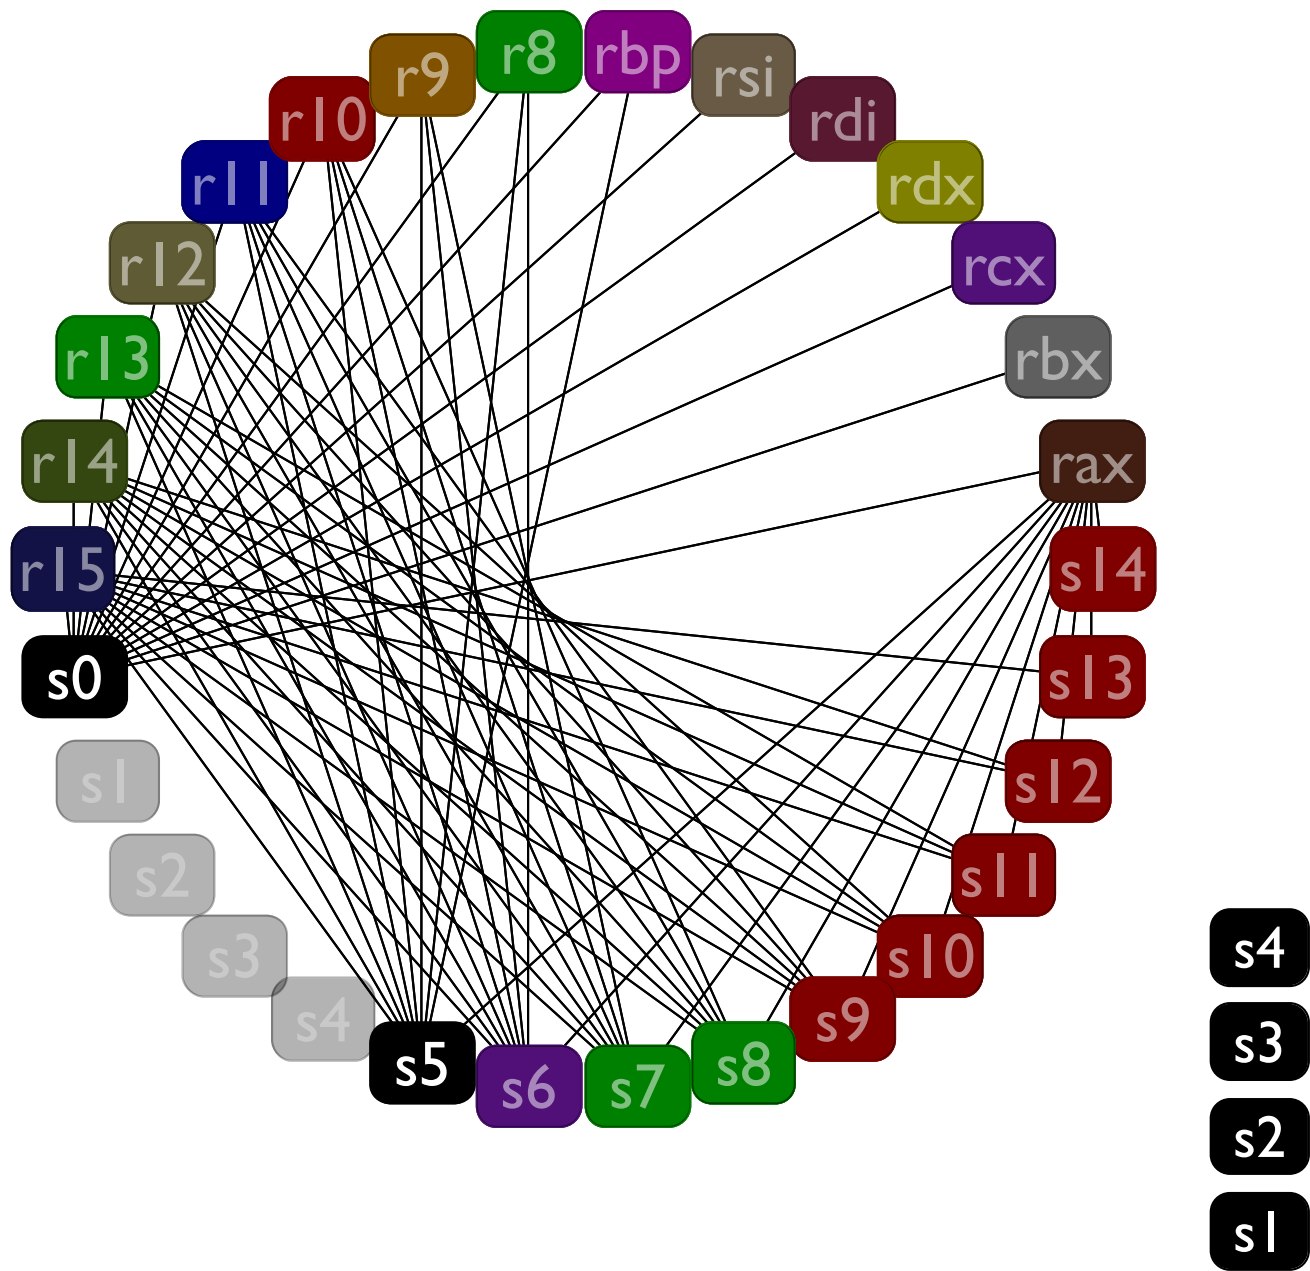 r8
rbp
r9
rsi
r10
rdi
r11
rdx
r12
rcx
r13
rbx
r14
rax
r15
s14
s0
s13
s1
s12
s2
s11
s3
s10
s4
s9
s5
s8
s6
s7
s4
s3
s2
s1